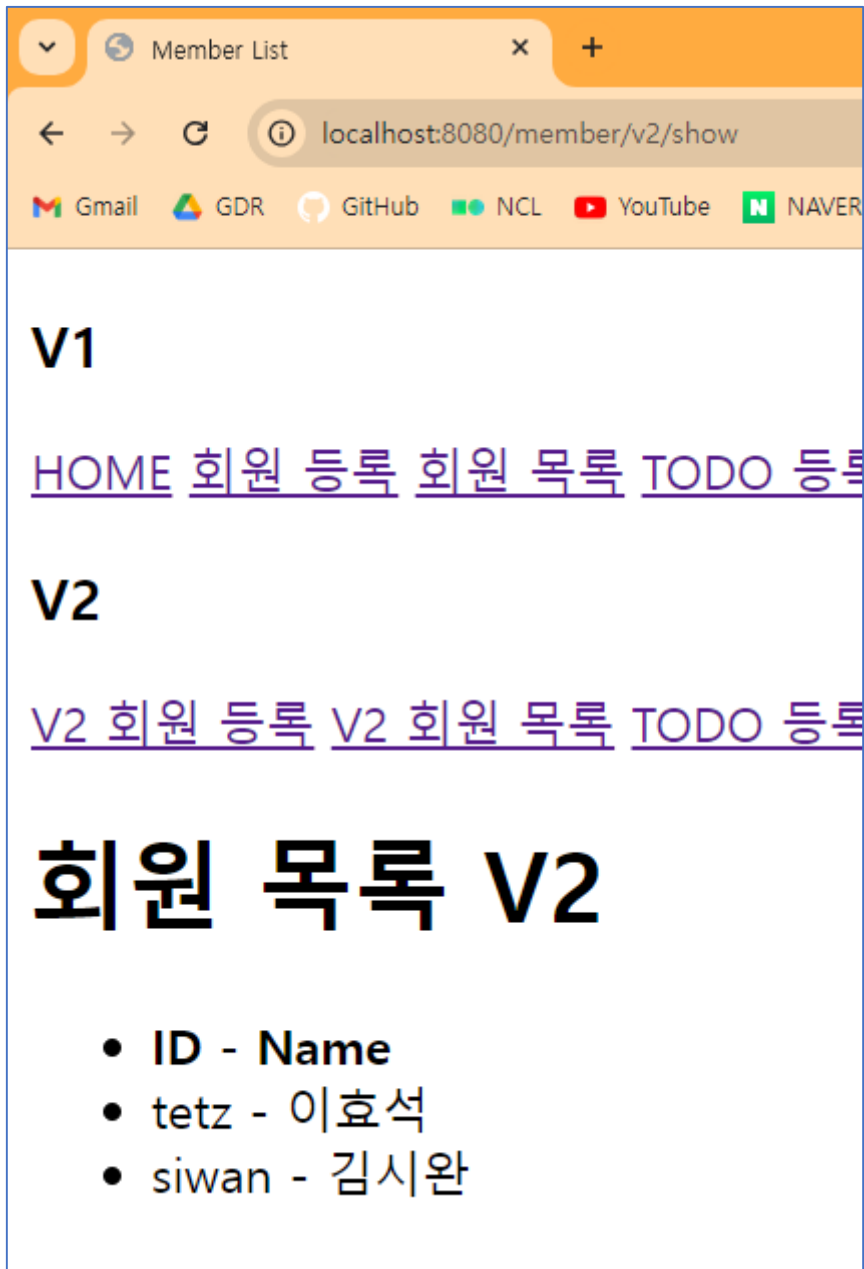 Member List
localhost:8080/member/v2/show
Gmail GDR GitHub NCL YouTube N NAVER
V1
HOME 회원 등록 회원 목록 TODO
V2
V2 회원 등록 V2 회원 목록 TODO
회원 목록 V2
ID - Name
tetz - 이효석
siwan - 김시완